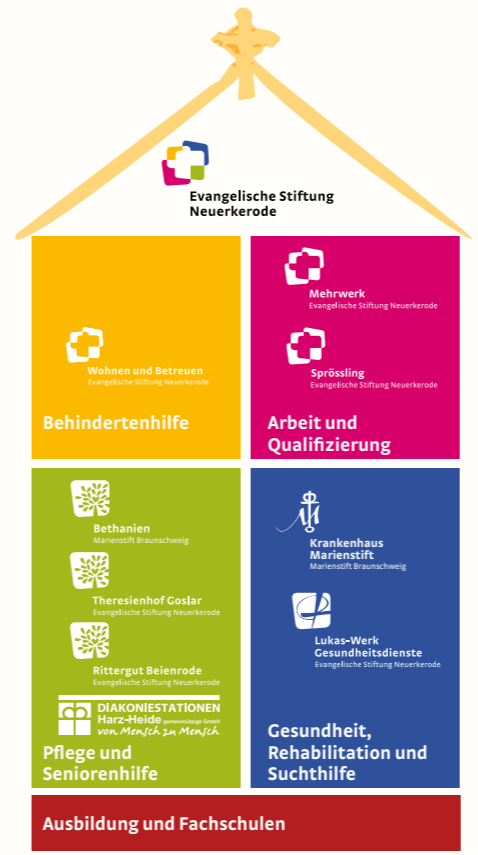 Evangelische Stiftung
Neuerkerode
Wohnen und Betreuen
Evangelische Stiftung Neuerkerode
Behindertenhilfe
Mehrwerk
Evangelische Stiftung Neuerkerode
Sprössling
Evangelische Stiftung Neuerkerode
Arbeit und
Qualifizierung
Bethanien
Marienstift Braunschweig
Theresienhof Goslar
Evangelische Stiftung Neuerkerode
Rittergut Beienrode
Evangelische Stiftung Neuerkerode
DIAKONIESTATIONEN
Harz-Heide gemeinnützige GmbH
von Mensch zu Mensch
Pflege und
Seniorenhilfe
Krankenhaus
Marienstift
Marienstift Braunschweig
Lukas-Werk
Gesundheitsdienste
Evangelische Stiftung Neuerkerode
Gesundheit,
Rehabilitation und
Suchthilfe
Ausbildung und Fachschulen